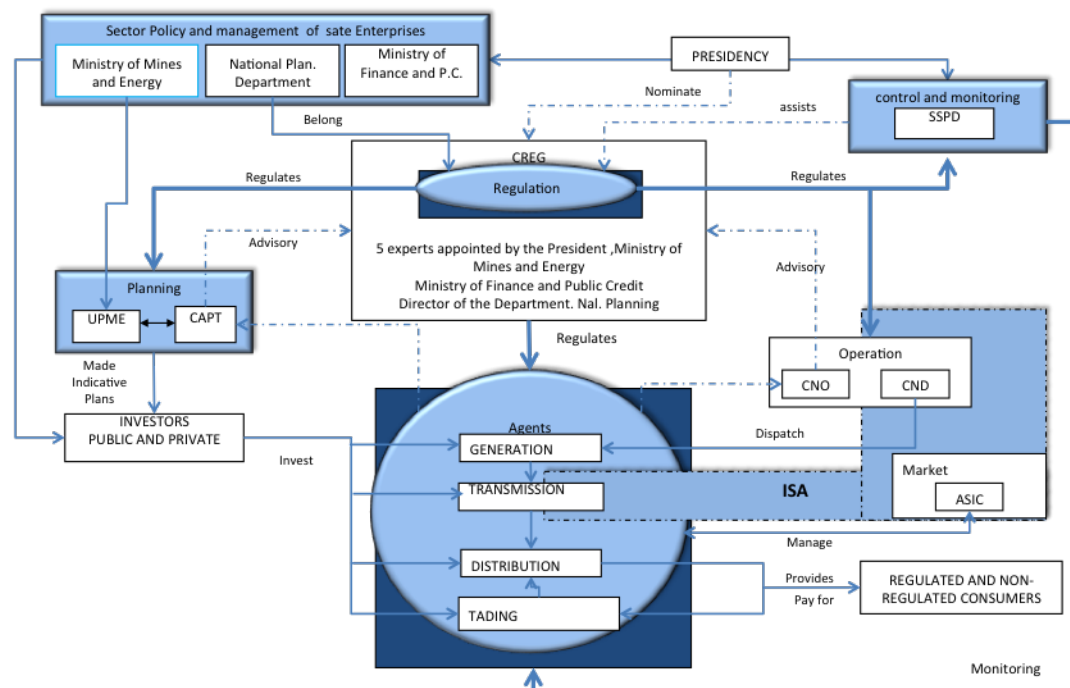 Sector Policy and management of sate Enterprises
Ministry of Mines
and Energy
National Plan.
Department
Ministry of
Finance and P.C.
PRESIDENCY
Nominate
assists
control and monitoring
SSPD
Belong
CREG
Regulates
Regulation
Regulates
Advisory
5 experts appointed by the President ,Ministry of
Mines and Energy
Ministry of Finance and Public Credit
Director of the Department. Nal. Planning
Advisory
Planning
UPME
CAPT
Regulates
Operation
CNO
CND
Made
Indicative
Plans
INVESTORS
PUBLIC AND PRIVATE
Invest
Agents
GENERATION
Dispatch
TRANSMISSION
ISA
Market
ASIC
Manage
DISTRIBUTION
Provides
Pay for
REGULATED AND NON-
REGULATED CONSUMERS
TADING
Monitoring